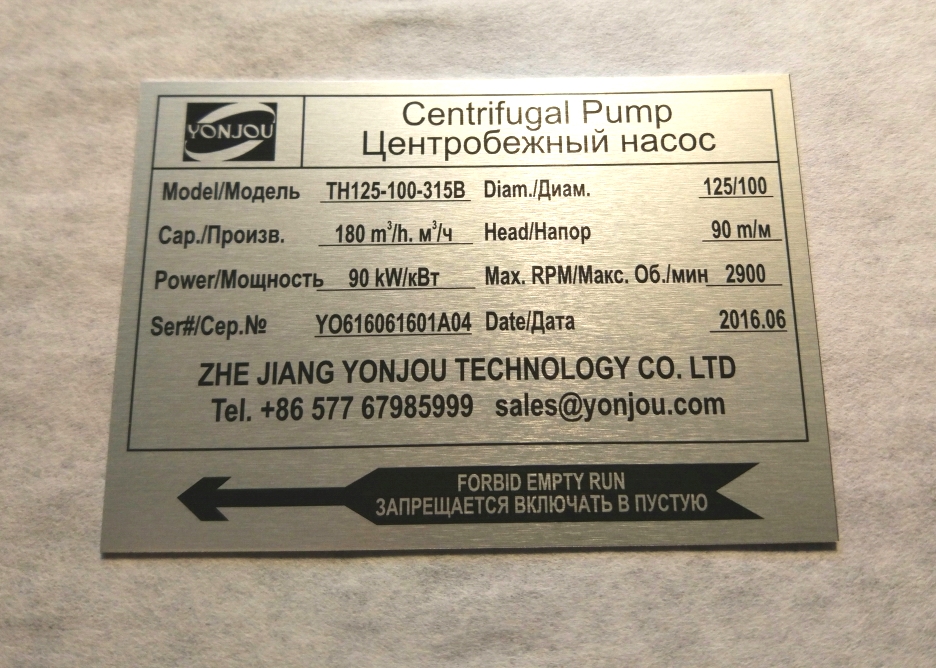 YONJOU
Centrifugal Pump
Центробежный насос
Model/Модель TH125-100-315B Diam./Диам. 125/100
Cap./Произв. 180 m³/h. м³/ч Head/Напор 90 m/м
Power/Мощность 90 kW/кВт Max. RPM/Макс. Об./мин 2900
Ser#/Сер.№ YO616061601A04 Date/Дата 2016.06
ZHE JIANG YONJOU TECHNOLOGY CO. LTD
Tel. +86 577 67985999 sales@yonjou.com
FORBID EMPTY RUN
ЗАПРЕЩАЕТСЯ ВКЛЮЧАТЬ В ПУСТУЮ